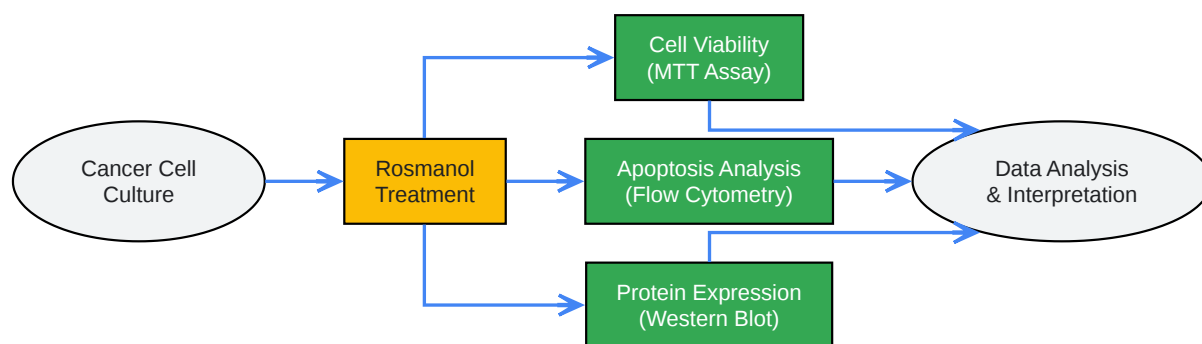 Cancer Cell
Culture
Rosmanol
Treatment
Cell Viability
(MTT Assay)
Apoptosis Analysis
(Flow Cytometry)
Protein Expression
(Western Blot)
Data Analysis
& Interpretation